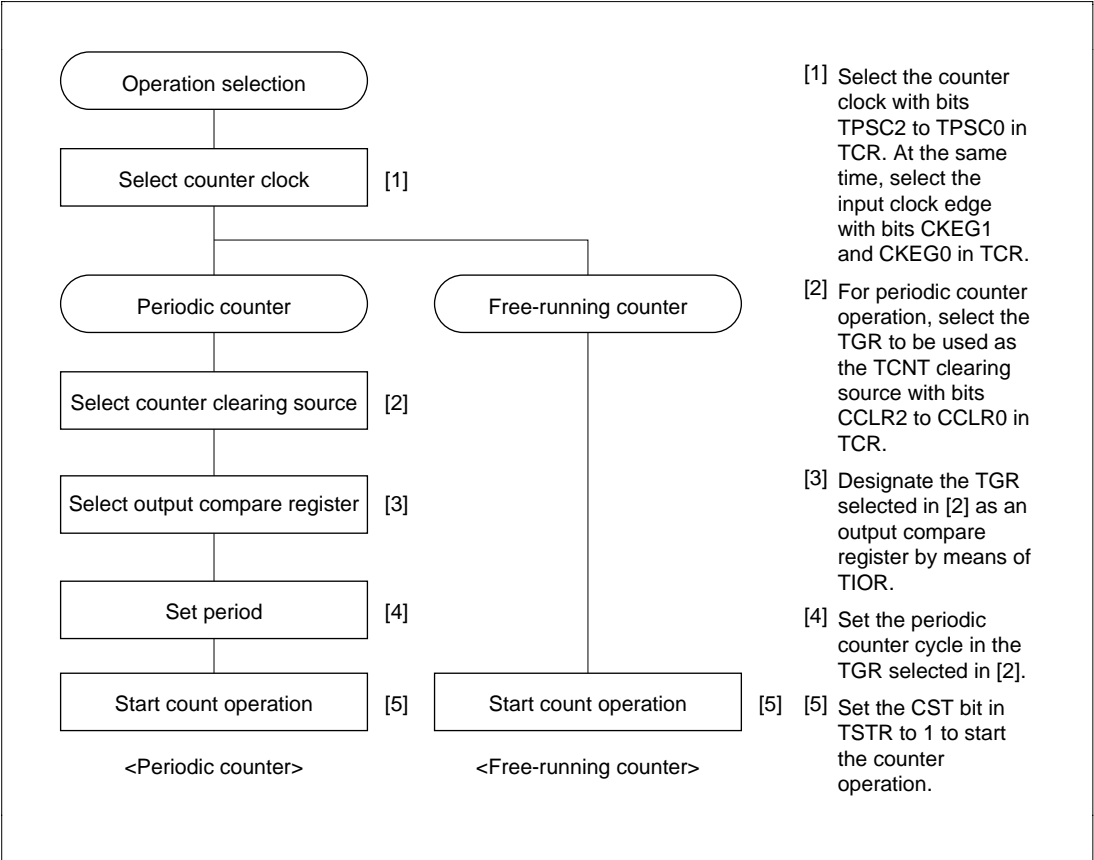 Operation selection
Select counter clock [1]
Periodic counter
Free-running counter
Select counter clearing source [2]
Select output compare register [3]
Set period [4]
Start count operation [5]
Start count operation [5]
<Periodic counter>
<Free-running counter>
[1] Select the counter
clock with bits
TPSC2 to TPSC0 in
TCR. At the same
time, select the
input clock edge
with bits CKEG1
and CKEG0 in TCR.
[2] For periodic counter
operation, select the
TGR to be used as
the TCNT clearing
source with bits
CCLR2 to CCLR0 in
TCR.
[3] Designate the TGR
selected in [2] as an
output compare
register by means of
TIOR.
[4] Set the periodic
counter cycle in the
TGR selected in [2].
[5] Set the CST bit in
TSTR to 1 to start
the counter
operation.